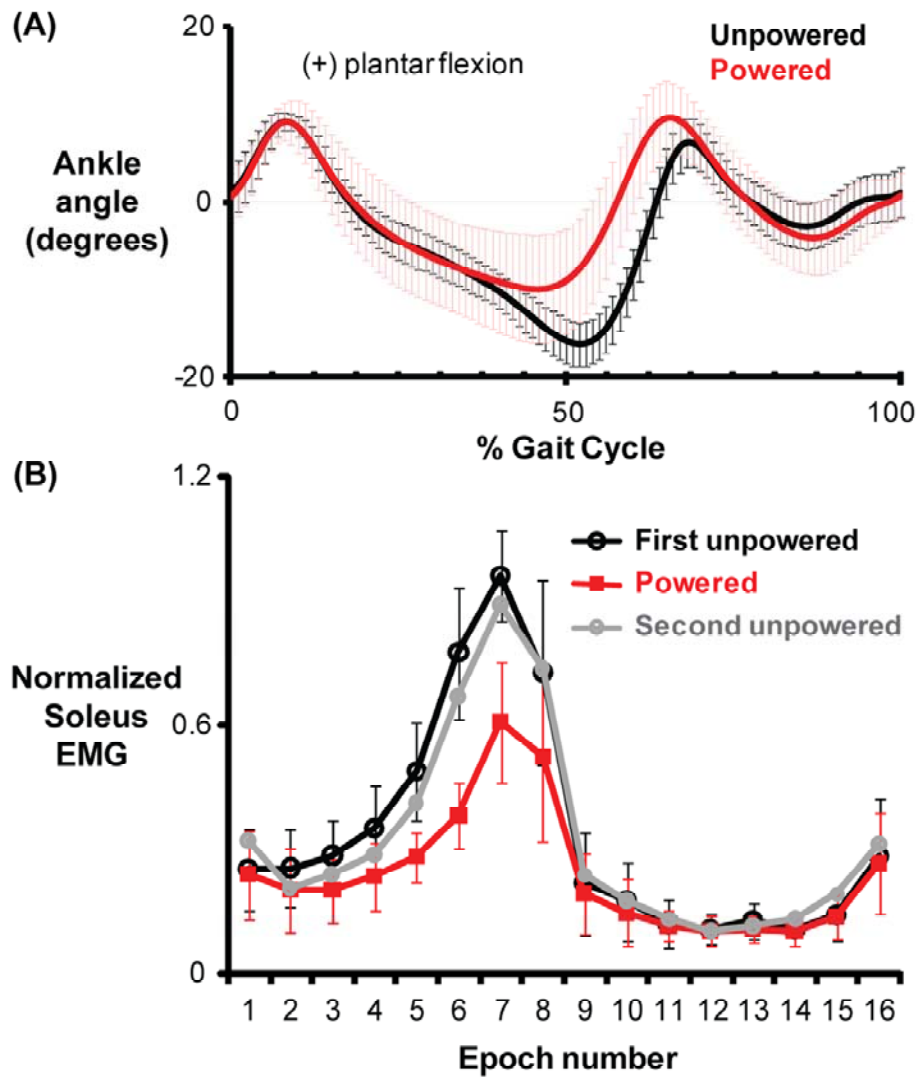 (A)
20
0
-20
Ankle
angle
(degrees)
(+) plantar flexion
Unpowered
Powered
0
50
100
% Gait Cycle
(B)
1.2
0.6
0
Normalized
Soleus
EMG
First unpowered
Powered
Second unpowered
1 2 3 4 5 6 7 8 9 10 11 12 13 14 15 16
Epoch number